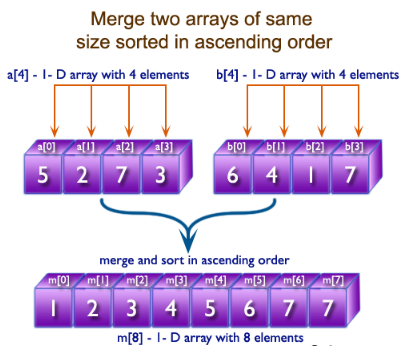 Merge two arrays of same
size sorted in ascending order
a[4] - 1- D array with 4 elements
b[4] - 1- D array with 4 elements
a[0] a[1] a[2] a[3]
5 2 7 3
b[0] b[1] b[2] b[3]
6 4 1 7
merge and sort in ascending order
m[0] m[1] m[2] m[3] m[4] m[5] m[6] m[7]
1 2 3 4 5 6 7 7
m[8] - 1- D array with 8 elements